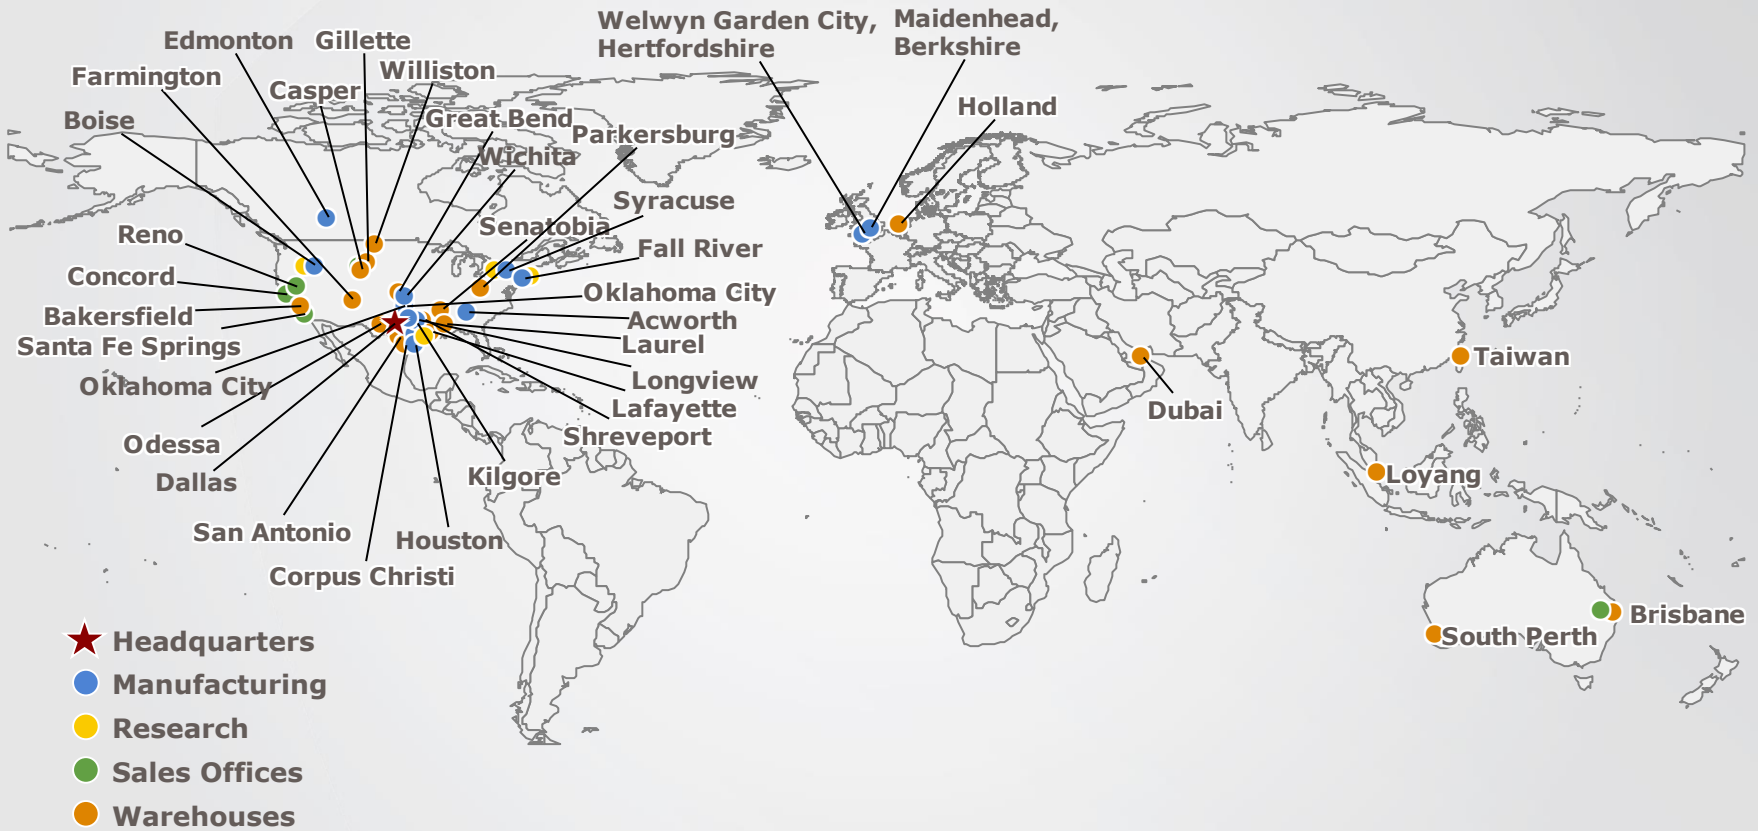 Welwyn Garden City,
Hertfordshire
Maidenhead,
Berkshire
Edmonton
Gillette
Farmington
Williston
Casper
Holland
Boise
Great Bend
Parkersburg
Wichita
Syracuse
Reno
Senatobia
Fall River
Concord
Oklahoma City
Bakersfield
Acworth
Santa Fe Springs
Laurel
Taiwan
Oklahoma City
Longview
Lafayette
Dubai
Odessa
Shreveport
Dallas
Kilgore
Loyang
San Antonio
Houston
Corpus Christi
Brisbane
South Perth
Headquarters
Manufacturing
Research
Sales Offices
Warehouses